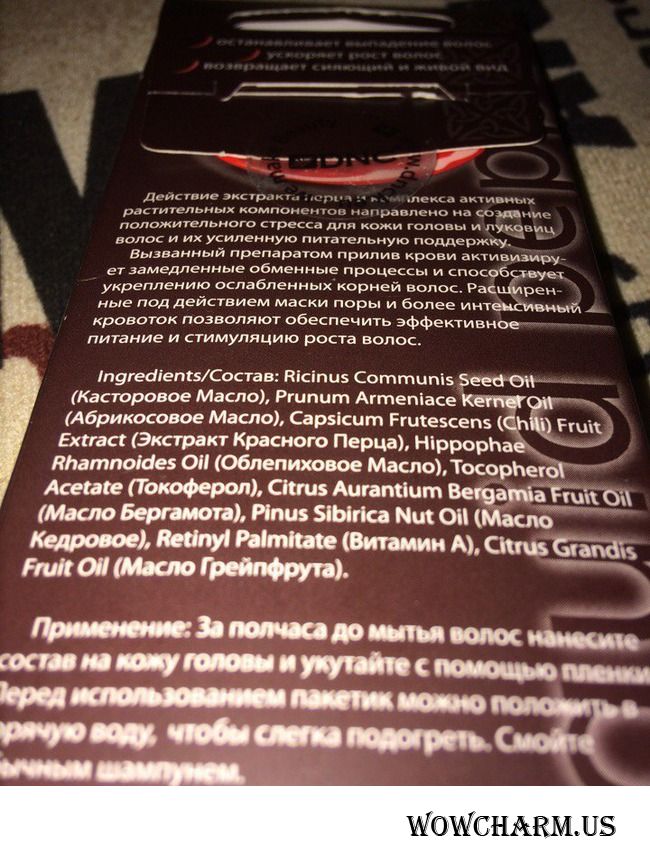 останавливает выпадение волос
ускоряет рост волос
возвращает сияющий и живой вид
DNC
Действие экстракта перца и комплекса активных
растительных компонентов направлено на создание
положительного стресса для кожи головы и луковиц
волос и их усиленную питательную поддержку.
Вызванный препаратом прилив крови активизиру-
ет замедленные обменные процессы и способствует
укреплению ослабленных корней волос. Расширен-
ные под действием маски поры и более интенсивный
кровоток позволяют обеспечить эффективное
питание и стимуляцию роста волос.
Ingredients/Состав: Ricinus Communis Seed Oil
(Касторовое Масло), Prunum Armeniace Kernel Oil
(Абрикосовое Масло), Capsicum Frutescens (Chili) Fruit
Extract (Экстракт Красного Перца), Hippophae
Rhamnoides Oil (Облепиховое Масло), Tocopherol
Acetate (Токоферол), Citrus Aurantium Bergamia Fruit Oil
(Масло Бергамота), Pinus Sibirica Nut Oil (Масло
Кедровое), Retinyl Palmitate (Витамин А), Citrus Grandis
Fruit Oil (Масло Грейпфрута).
Применение: За полчаса до мытья волос нанесите
состав на кожу головы и укутайте с помощью пленки
Перед использованием пакетик можно положить в
орячую воду, чтобы слегка подогреть. Смойте
бычным шампунем.
WOWCHARM.US